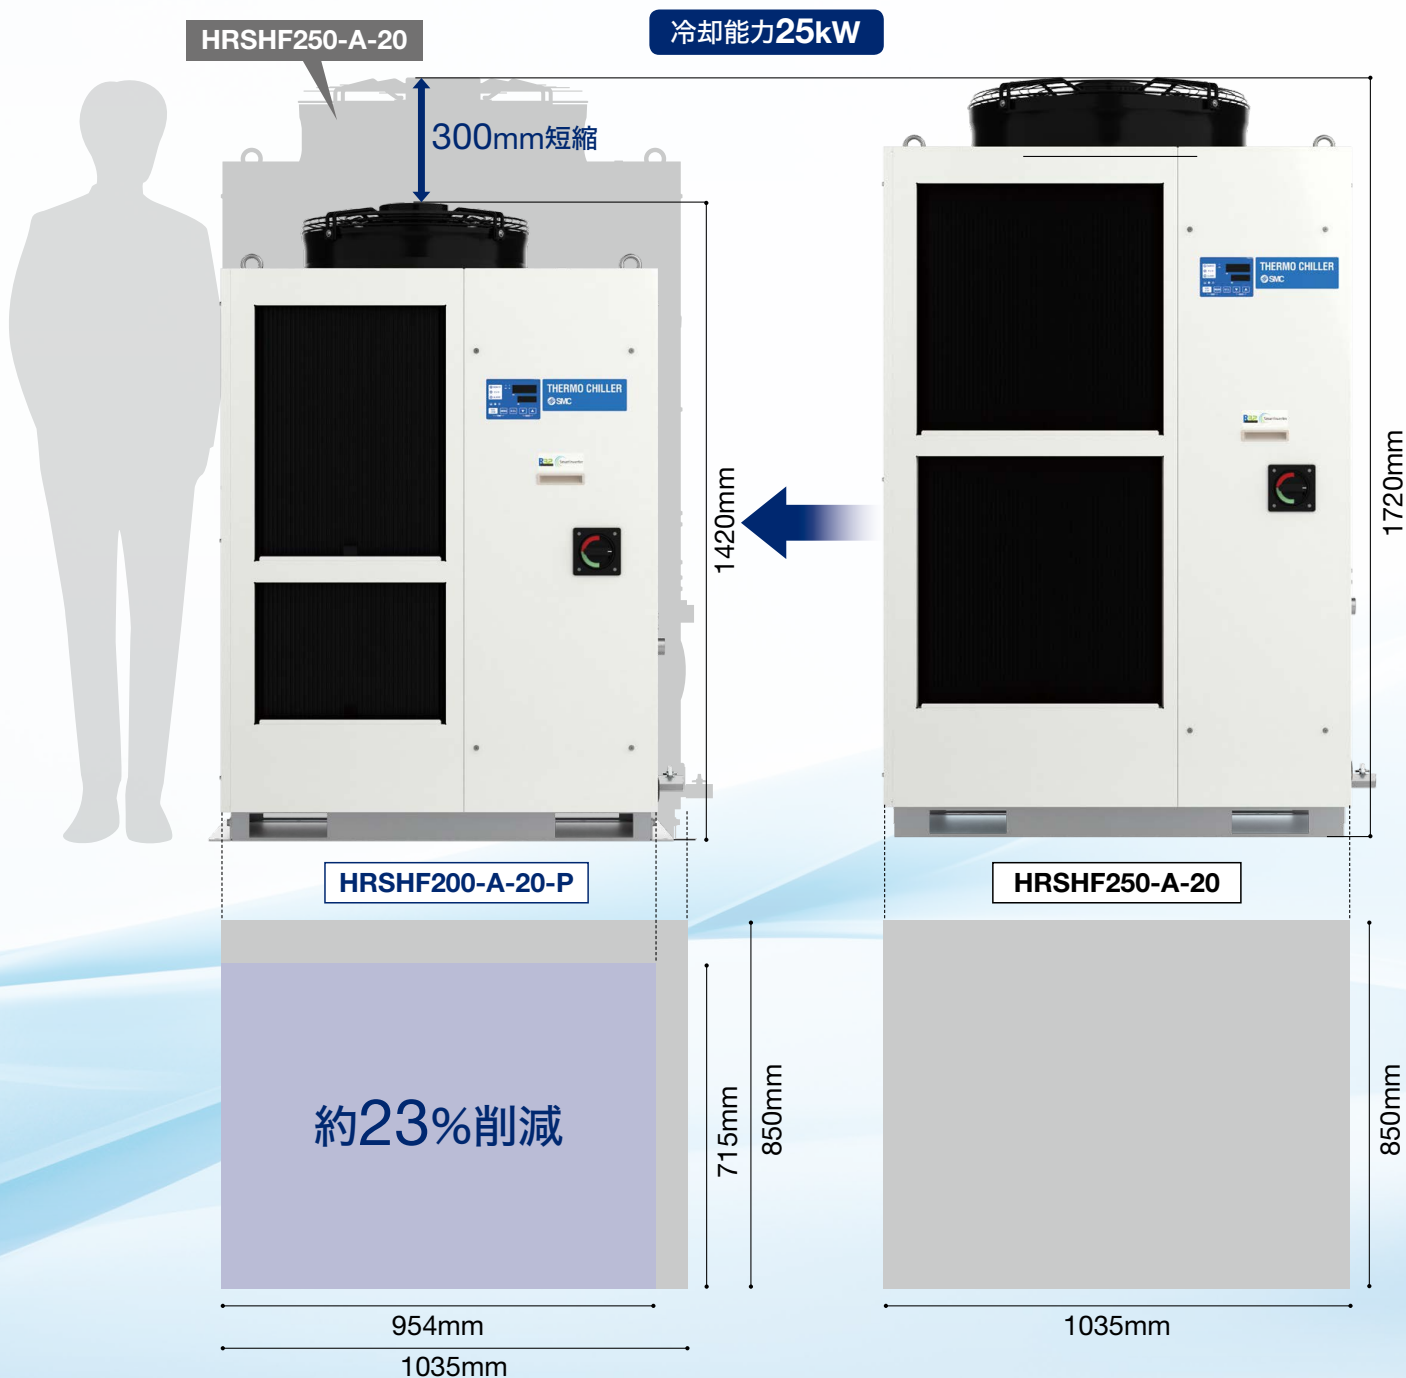 HRSHF250-A-20
冷却能力25kW
300mm短縮
THERMO CHILLER
SMC
THERMO CHILLER
SMC
1420mm
1720mm
HRSHF200-A-20-P
HRSHF250-A-20
約23%削減
715mm
850mm
850mm
954mm
1035mm
1035mm